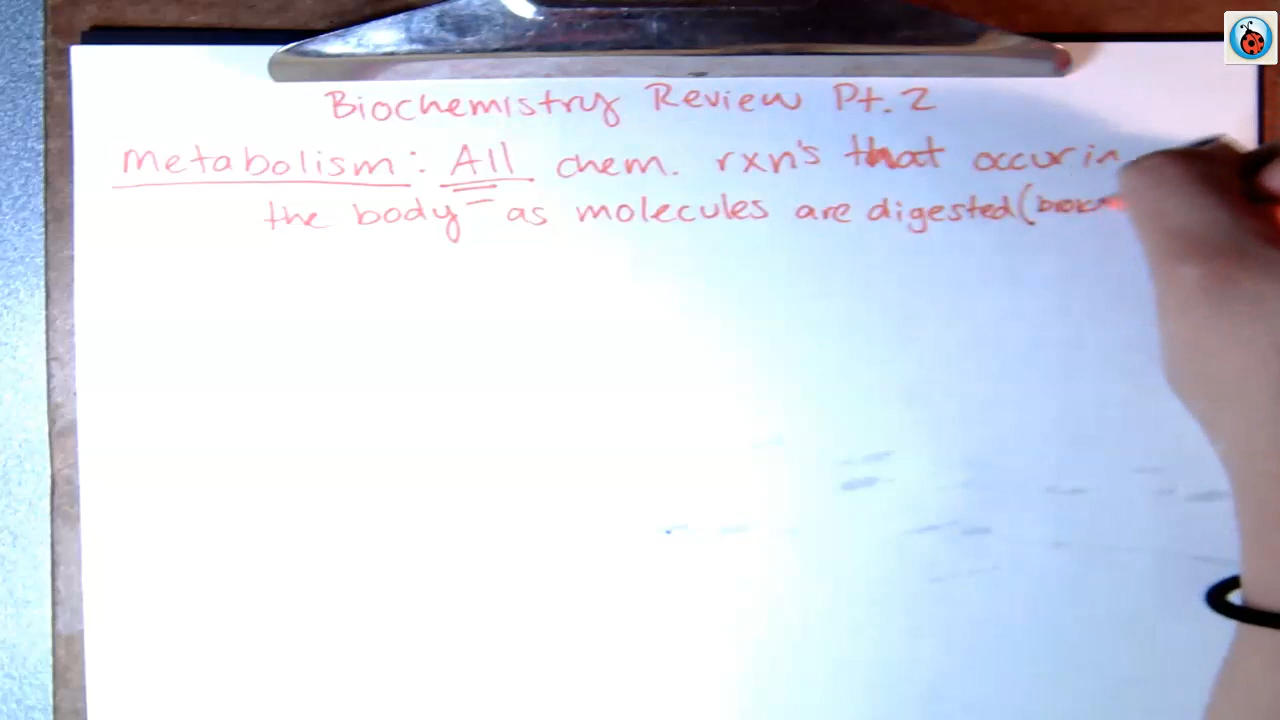 Biochemistry Review Pt. 2
Metabolism: All chem. rxn's that occur in
the body as molecules are digested (